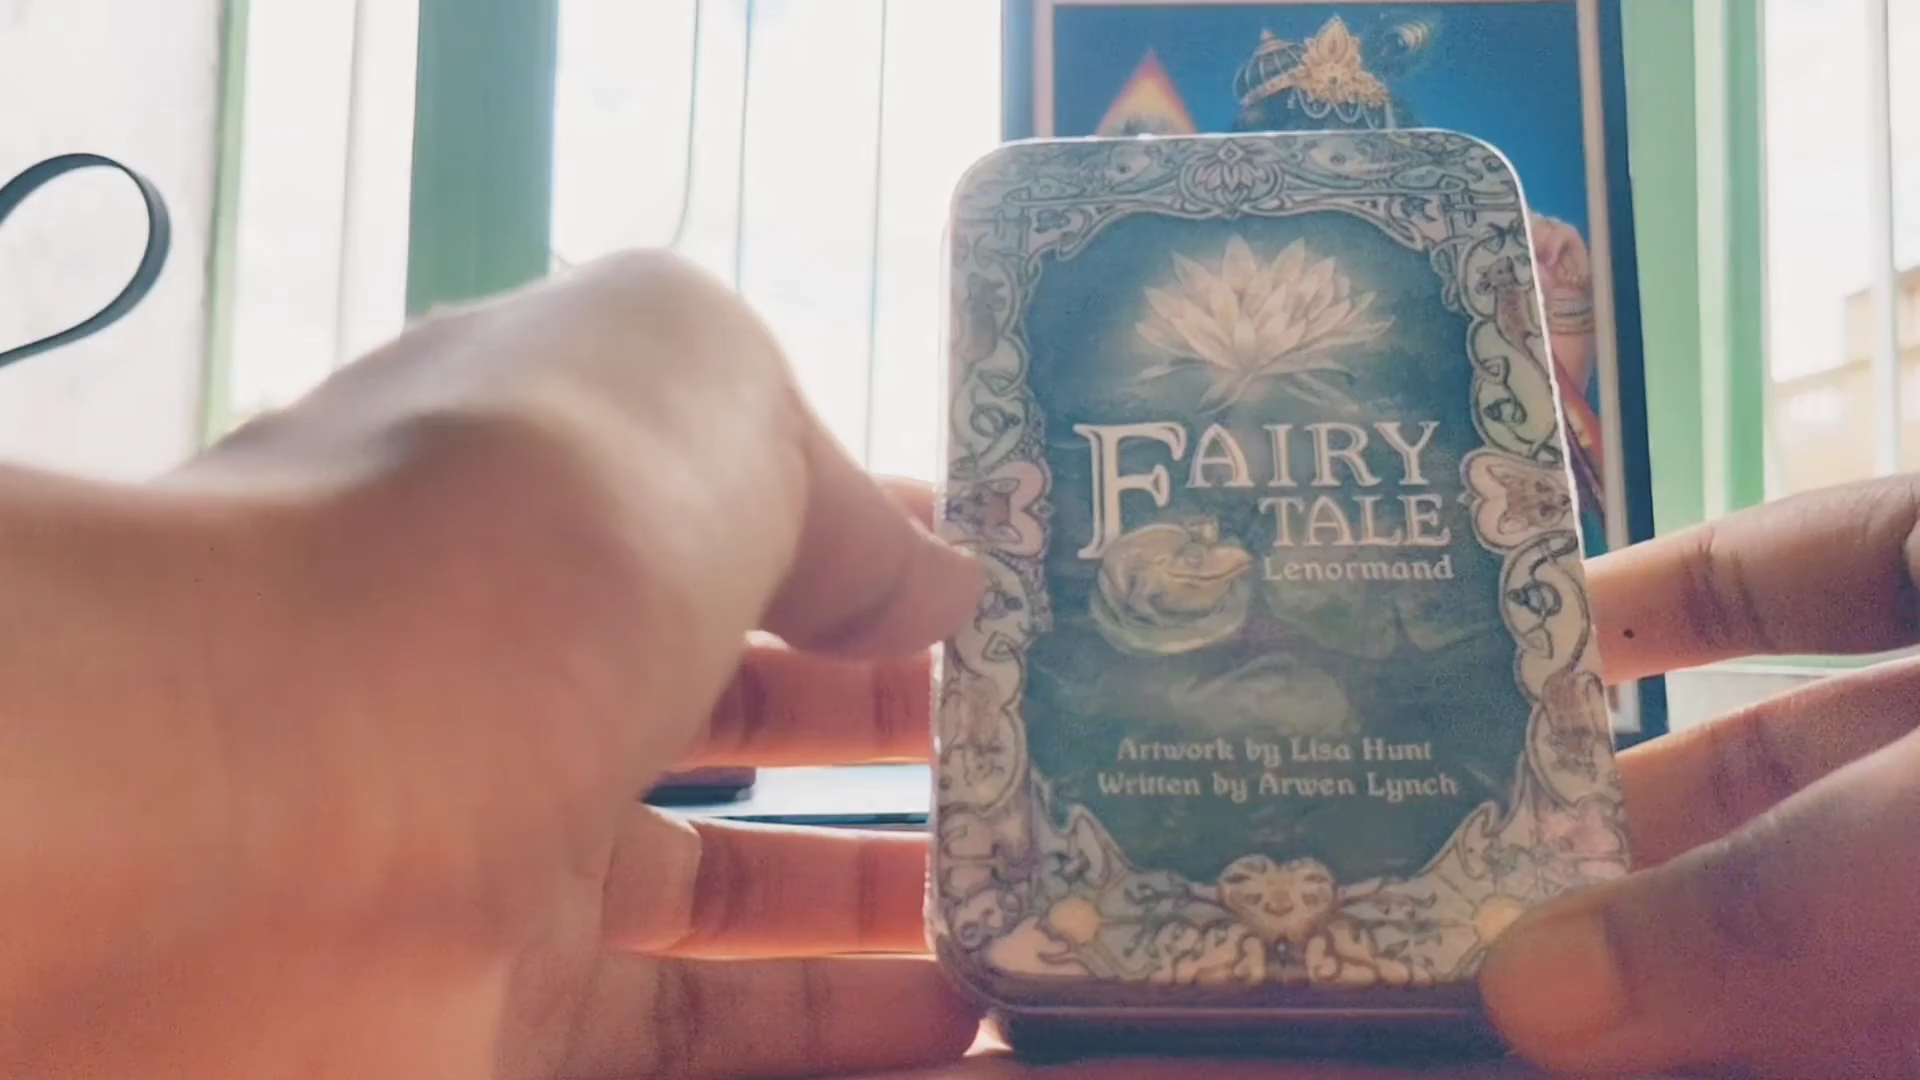 FAIRY
TALE
Lenormand
Artwork by Lisa Hunt
Written by Arwen Lynch